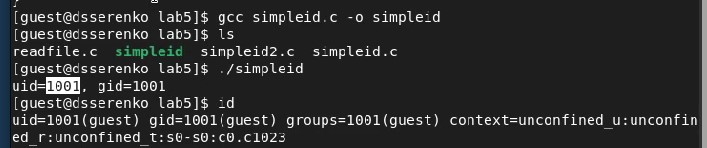 [guest@dsserenko lab5]$ gcc simpleid.c -o simpleid
[guest@dsserenko lab5]$ ls
readfile.c  simpleid  simpleid2.c  simpleid.c
[guest@dsserenko lab5]$ ./simpleid
uid=1001, gid=1001
[guest@dsserenko lab5]$ id
uid=1001(guest) gid=1001(guest) groups=1001(guest) context=unconfined_u:unconfin
ed_r:unconfined_t:s0-s0:c0.c1023